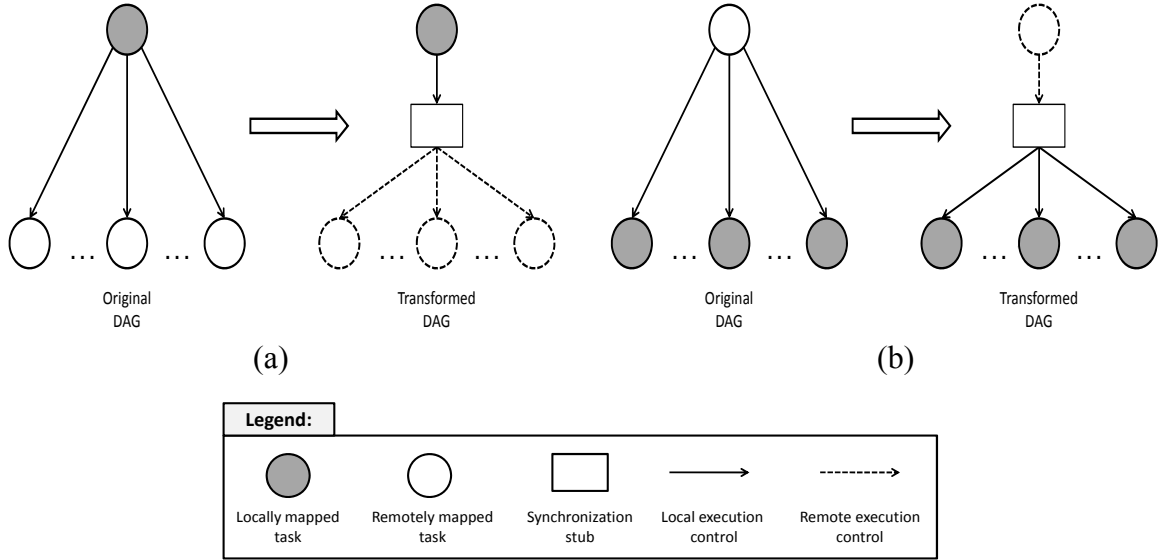 ... ...
... ...
... ...
... ...
Original
DAG
Transformed
DAG
Original
DAG
Transformed
DAG
(a)
(b)
Legend:
Locally mapped
task
Remotely mapped
task
Synchronization
stub
Local execution
control
Remote execution
control